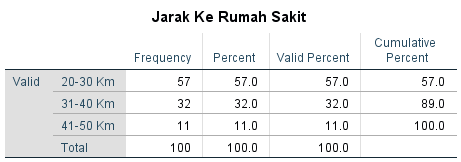 Jarak Ke Rumah Sakit
Frequency Percent Valid Percent Cumulative Percent
Valid 20-30 Km 57 57.0 57.0 57.0
31-40 Km 32 32.0 32.0 89.0
41-50 Km 11 11.0 11.0 100.0
Total 100 100.0 100.0